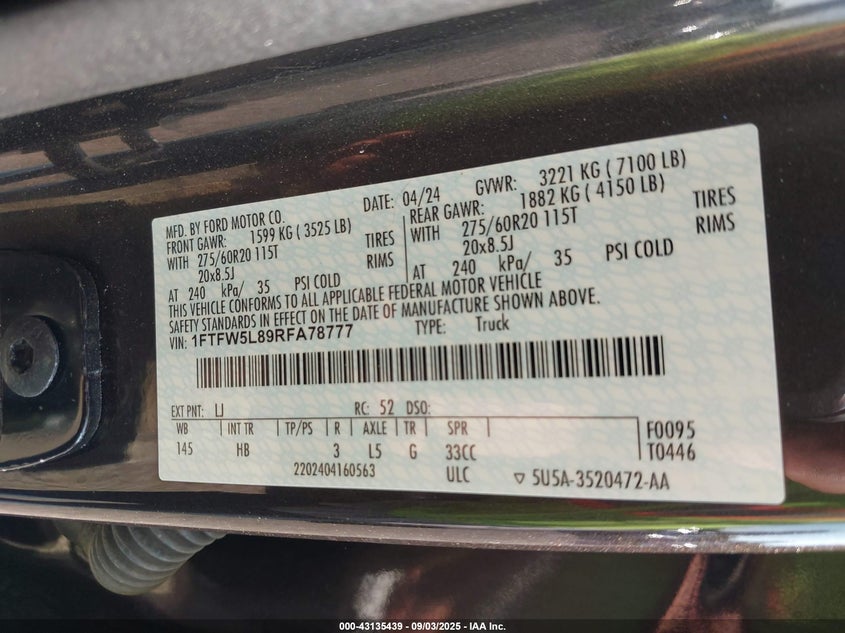 MFD. BY FORD MOTOR CO.
DATE: 04/24 GVWR: 3221 KG ( 7100 LB)
FRONT GAWR: 1599 KG ( 3525 LB)
WITH 275/60R20 115T TIRES
20x8.5J RIMS
AT 240 kPa/ 35 PSI COLD
REAR GAWR: 1882 KG ( 4150 LB)
WITH 275/60R20 115T TIRES
20x8.5J RIMS
AT 240 kPa/ 35 PSI COLD
THIS VEHICLE CONFORMS TO ALL APPLICABLE FEDERAL MOTOR VEHICLE
SAFETY STANDARDS IN EFFECT ON THE DATE OF MANUFACTURE SHOWN ABOVE.
VIN: 1FTFW5L89RFA78777 TYPE: Truck
EXT PNT: LJ RC: 52 DSO:
WB INT TR TP/PS R AXLE TR SPR
145 HB 3 L5 G 33CC
F0095
T0446
2202404160563 ULC ▽ 5U5A-3520472-AA
000-43135439 - 09/03/2025 - IAA Inc.